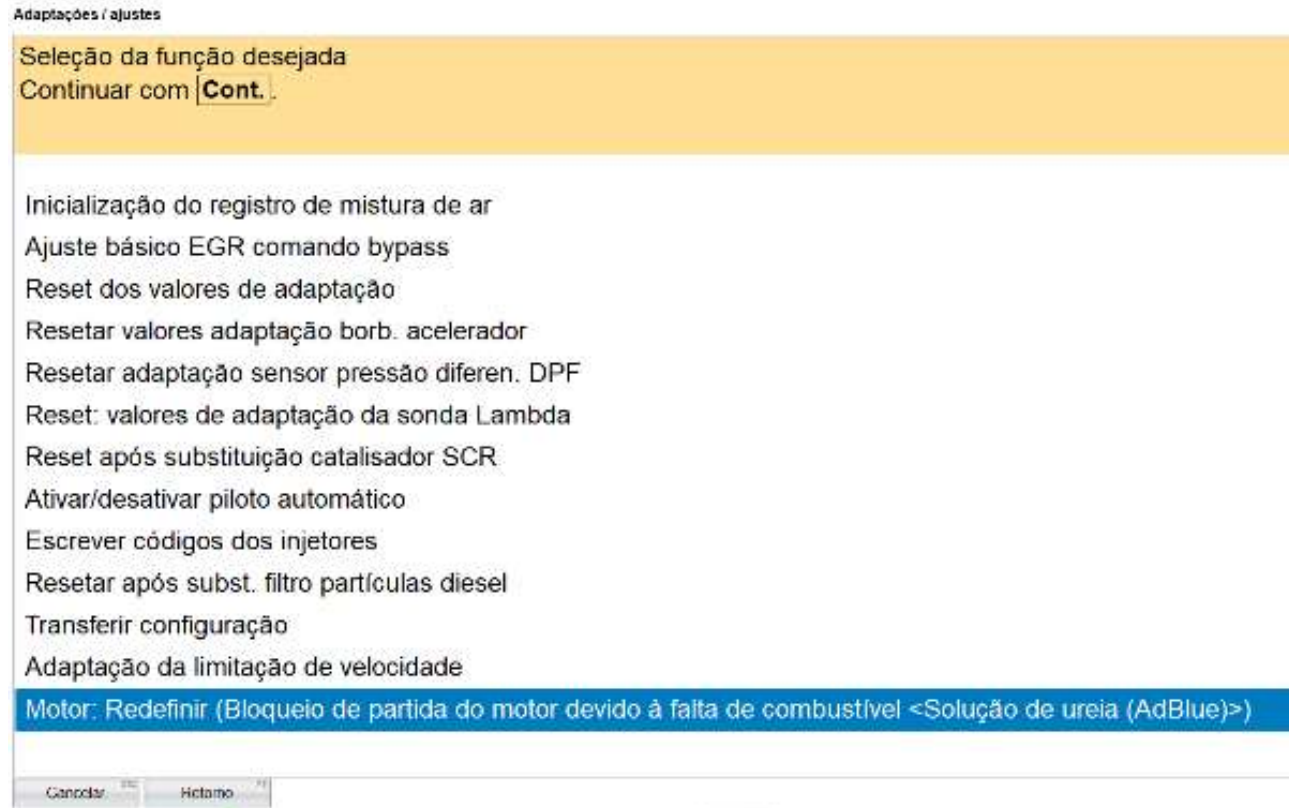 Adaptações / ajustes
Seleção da função desejada
Continuar com Cont. .
Inicialização do registro de mistura de ar
Ajuste básico EGR comando bypass
Reset dos valores de adaptação
Resetar valores adaptação borb. acelerador
Resetar adaptação sensor pressão diferen. DPF
Reset: valores de adaptação da sonda Lambda
Reset após substituição catalisador SCR
Ativar/desativar piloto automático
Escrever códigos dos injetores
Resetar após subst. filtro partículas diesel
Transferir configuração
Adaptação da limitação de velocidade
Motor: Redefinir (Bloqueio de partida do motor devido à falta de combustível <Solução de ureia (AdBlue)>)
Cancelar Retorno